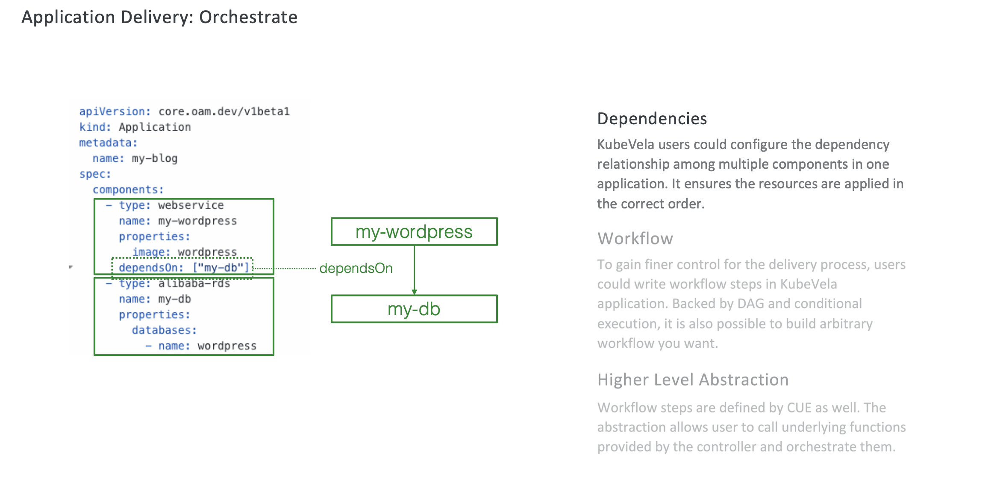 Application Delivery: Orchestrate
apiVersion: core.oam.dev/v1beta1
kind: Application
metadata:
  name: my-blog
spec:
  components:
    - type: webservice
      name: my-wordpress
      properties:
        image: wordpress
      dependsOn: ["my-db"]
    - type: alibaba-rds
      name: my-db
      properties:
        databases:
          - name: wordpress
my-wordpress
dependsOn
my-db
Dependencies
KubeVela users could configure the dependency
relationship among multiple components in one
application. It ensures the resources are applied in
the correct order.
Workflow
To gain finer control for the delivery process, users
could write workflow steps in KubeVela
application. Backed by DAG and conditional
execution, it is also possible to build arbitrary
workflow you want.
Higher Level Abstraction
Workflow steps are defined by CUE as well. The
abstraction allows user to call underlying functions
provided by the controller and orchestrate them.